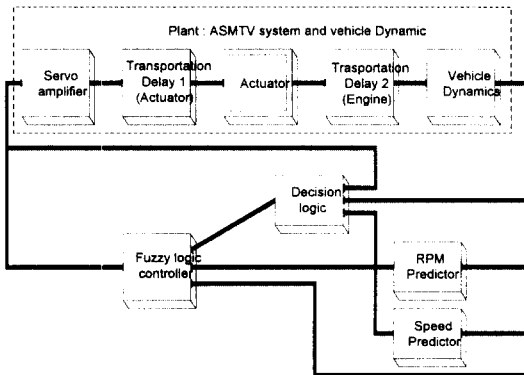 Plant : ASMTV system and vehicle Dynamic
Servo
amplifier
Transportation
Delay 1
(Actuator)
Actuator
Trasportation
Delay 2
(Engine)
Vehicle
Dynamics
Decision
logic
Fuzzy logic
controller
RPM
Predictor
Speed
Predictor